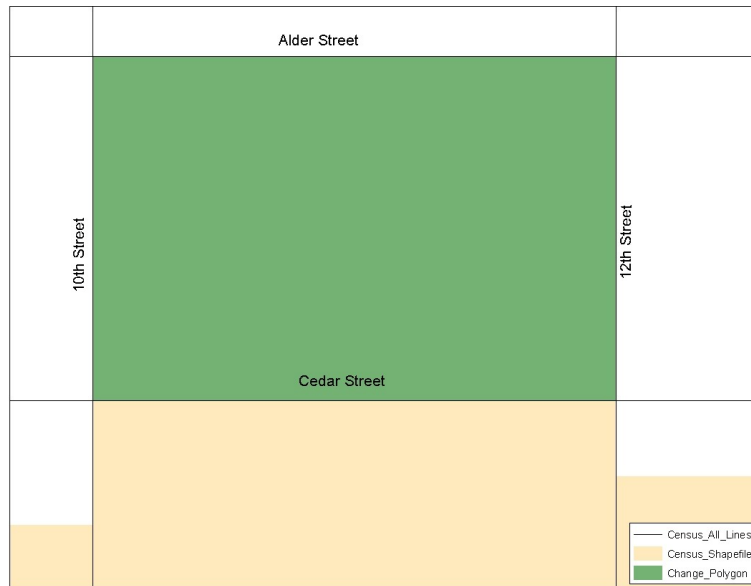 Alder Street
10th Street
12th Street
Cedar Street
Census_All_Lines
Census_Shapefile
Change_Polygon